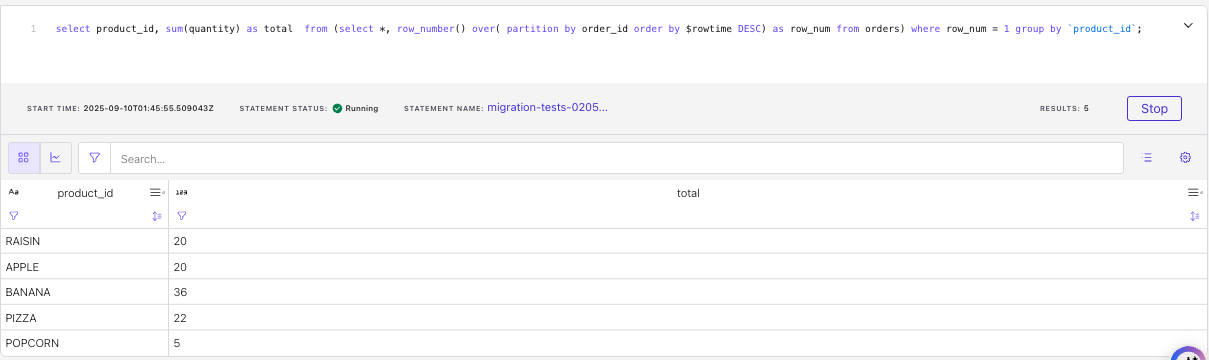 1 select product_id, sum(quantity) as total  from (select *, row_number() over( partition by order_id order by $rowtime DESC) as row_num from orders) where row_num = 1 group by `product_id`;
START TIME: 2025-09-10T01:45:55.509043Z STATEMENT STATUS: Running STATEMENT NAME: migration-tests-0205... RESULTS: 5 Stop
Search...
Aa product_id 123 total
RAISIN 20
APPLE 20
BANANA 36
PIZZA 22
POPCORN 5